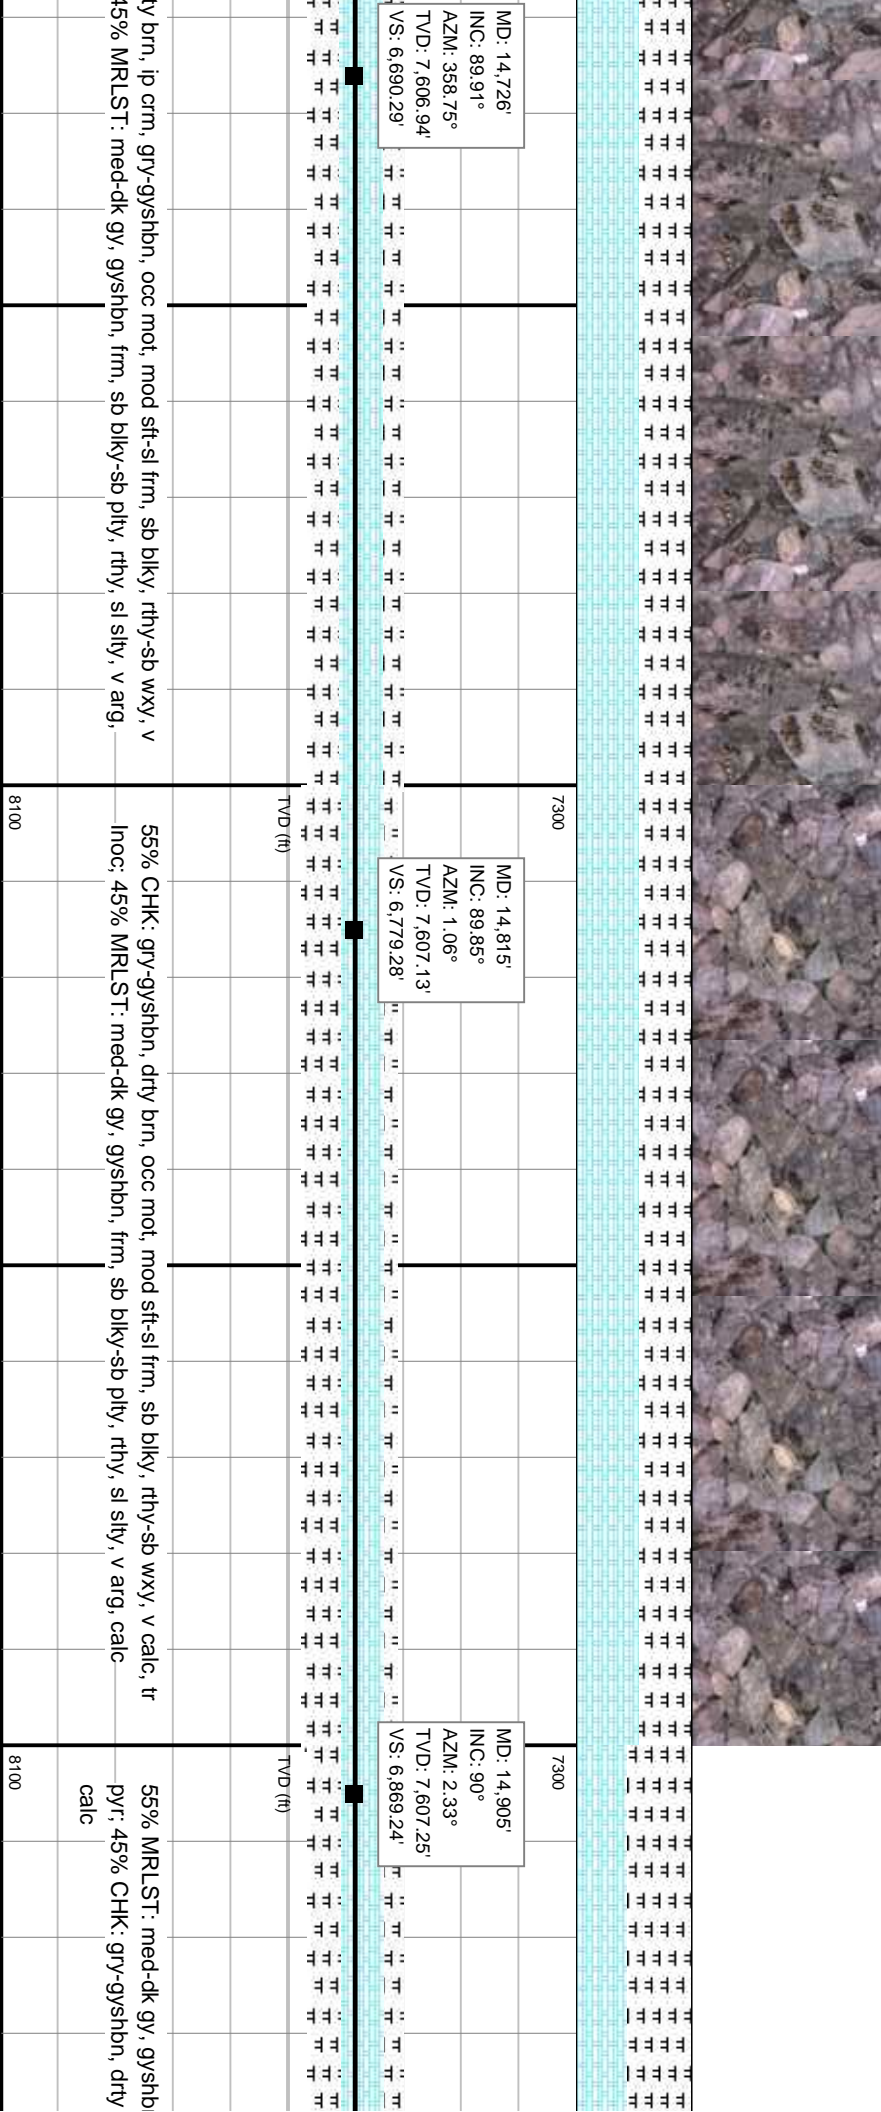 MD: 14,726'
INC: 89.91°
AZM: 358.75°
TVD: 7,606.94'
VS: 6,690.29'
ty brn, ip crm, gry-gyshbn, occ mot, mod sft-sl frm, sb blky, rthy-sb wxy, v
45% MRLST: med-dk gy, gyshbn, frm, sb blky-sb plty, rthy, sl slty, v arg,
7300
TVD (ft)
8100
MD: 14,815'
INC: 89.85°
AZM: 1.06°
TVD: 7,607.13'
VS: 6,779.28'
55% CHK: gry-gyshbn, drty brn, occ mot, mod sft-sl frm, sb blky, rthy-sb wxy, v calc, tr
Inoc; 45% MRLST: med-dk gy, gyshbn, frm, sb blky-sb plty, rthy, sl slty, v arg, calc
7300
TVD (ft)
8100
MD: 14,905'
INC: 90°
AZM: 2.33°
TVD: 7,607.25'
VS: 6,869.24'
55% MRLST: med-dk gy, gyshb
pyr; 45% CHK: gry-gyshbn, drty
calc